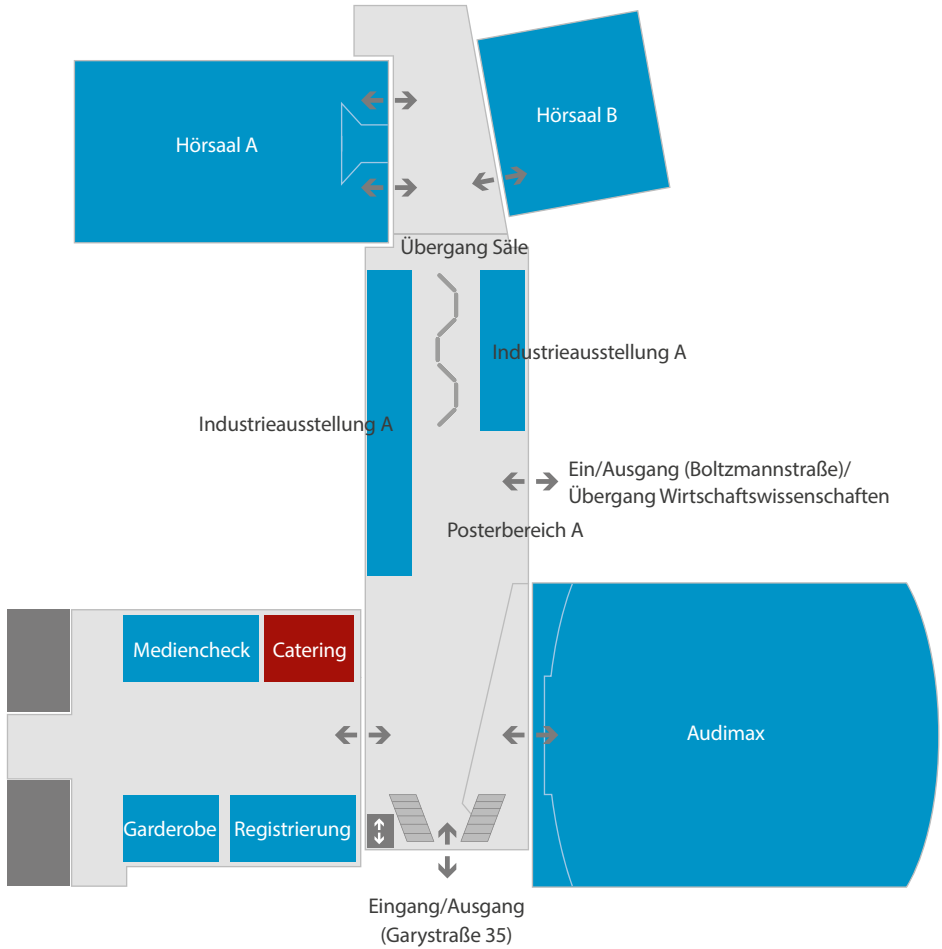 Hörsaal A
Hörsaal B
Übergang Säle
Industrieausstellung A
Industrieausstellung A
Ein/Ausgang (Boltzmannstraße)/
Übergang Wirtschaftswissenschaften
Posterbereich A
Mediencheck
Catering
Audimax
Garderobe
Registrierung
Eingang/Ausgang
(Garystraße 35)